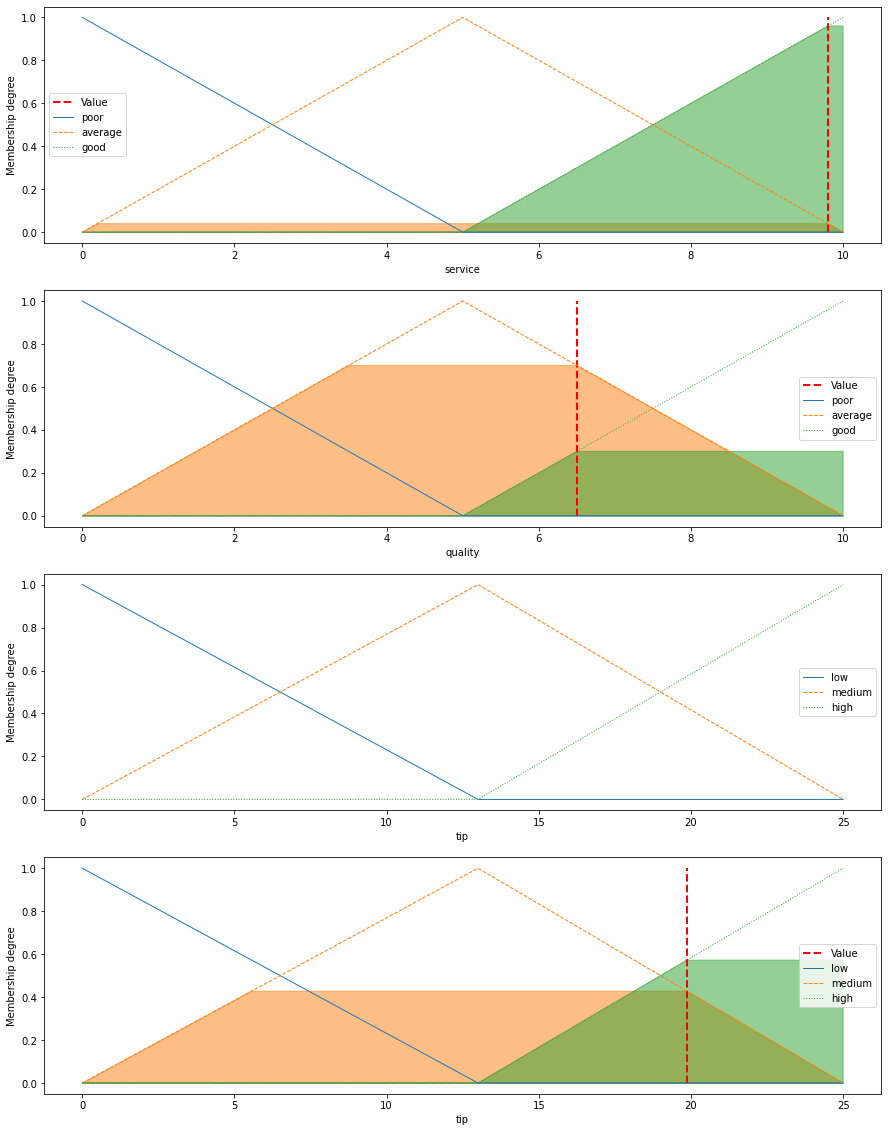 1.0
0.8
0.6
0.4
0.2
0.0
Membership degree
Value
poor
average
good
0 2 4 6 8 10
service
1.0
0.8
0.6
0.4
0.2
0.0
Membership degree
Value
poor
average
good
0 2 4 6 8 10
quality
1.0
0.8
0.6
0.4
0.2
0.0
Membership degree
low
medium
high
0 5 10 15 20 25
tip
1.0
0.8
0.6
0.4
0.2
0.0
Membership degree
Value
low
medium
high
0 5 10 15 20 25
tip